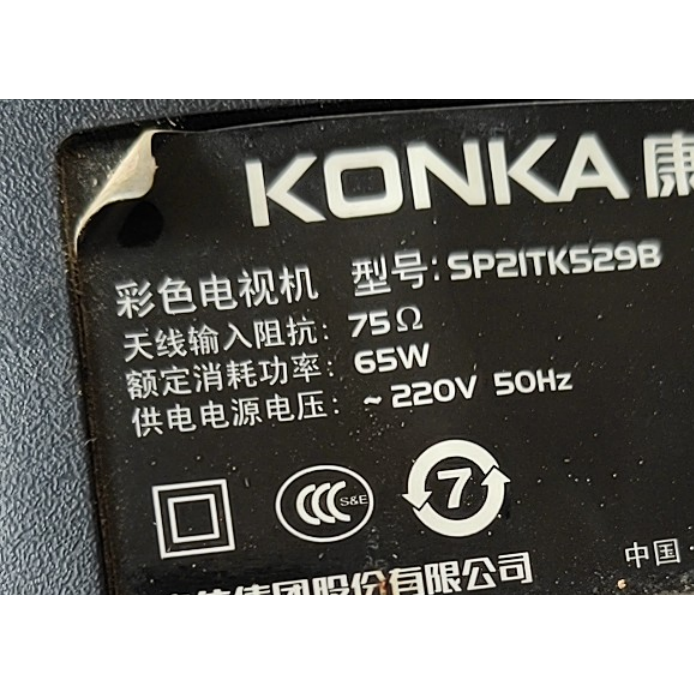 KONKA 康
彩色电视机 型号: SP21TK529B
天线输入阻抗: 75Ω
额定消耗功率: 65W
供电电源电压: ~220V 50Hz
CCC S&E
7
集团股份有限公司
中国